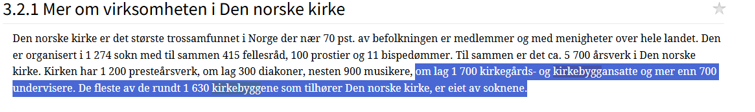 3.2.1 Mer om virksomheten i Den norske kirke
Den norske kirke er det største trossamfunnet i Norge der nær 70 pst. av befolkningen er medlemmer og med menigheter over hele landet. Den
er organisert i 1 274 sokn med til sammen 415 fellesråd, 100 prostier og 11 bispedømmer. Til sammen er det ca. 5 700 årsverk i Den norske
kirke. Kirken har 1 200 presteårsverk, om lag 300 diakoner, nesten 900 musikere, om lag 1 700 kirkegårds- og kirkebyggansatte og mer enn 700
undervisere. De fleste av de rundt 1 630 kirkebyggene som tilhører Den norske kirke, er eiet av soknene.